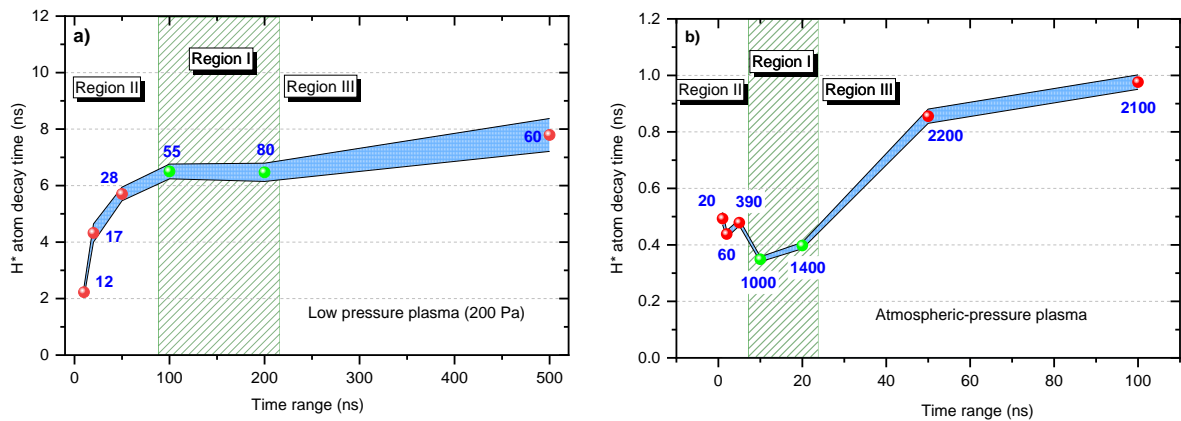 a)
Region II
Region I
Region III
12
17
28
55
80
60
Low pressure plasma (200 Pa)
0
2
4
6
8
10
12
H* atom decay time (ns)
0 100 200 300 400 500
Time range (ns)
b)
Region II
Region I
Region III
20
60
390
1000
1400
2200
2100
Atmospheric-pressure plasma
0.0
0.2
0.4
0.6
0.8
1.0
1.2
H* atom decay time (ns)
0 20 40 60 80 100
Time range (ns)